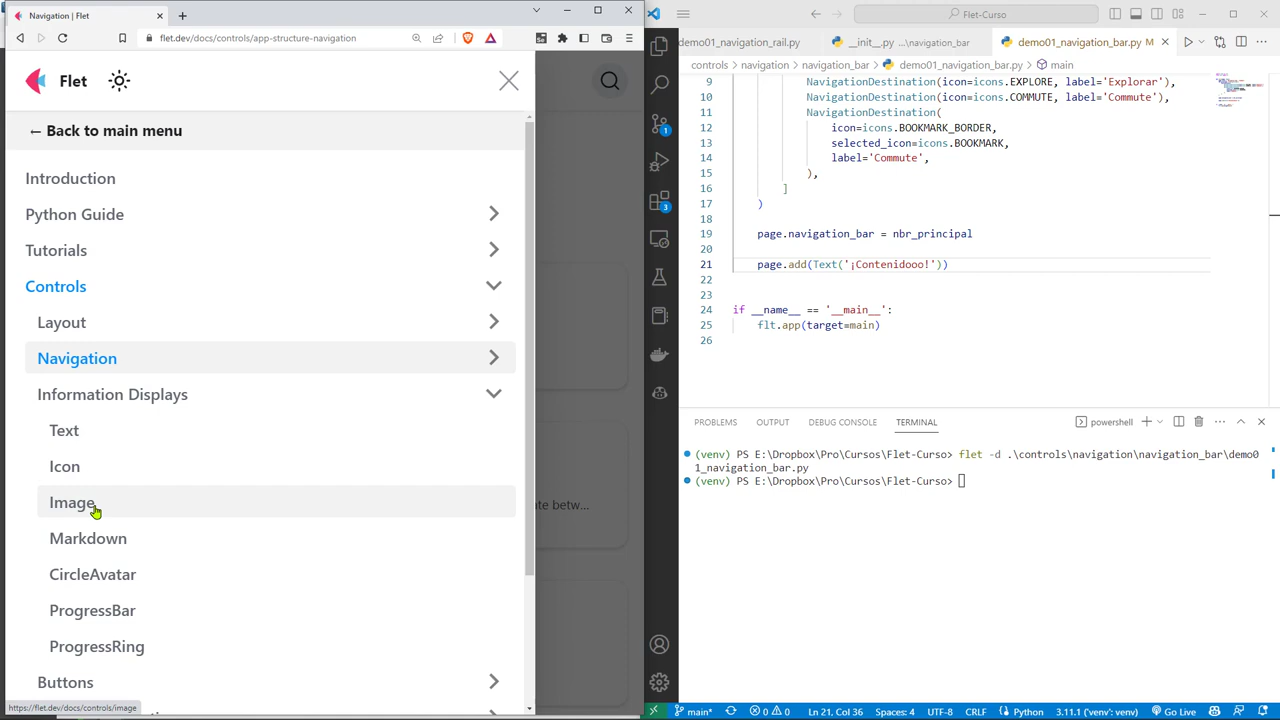 Navigation | Flet
flet.dev/docs/controls/app-structure-navigation
Flet
← Back to main menu
Introduction
Python Guide
Tutorials
Controls
Layout
Navigation
Information Displays
Text
Icon
Image
Markdown
CircleAvatar
ProgressBar
ProgressRing
Buttons
https://flet.dev/docs/controls/image
ate betw...
Flet-Curso
demo01_navigation_rail.py
__init__.py ...\navigation_bar
demo01_navigation_bar.py M
controls > navigation > navigation_bar > demo01_navigation_bar.py > main
9 NavigationDestination(icon=icons.EXPLORE, label='Explorar'),
10 NavigationDestination(icon=icons.COMMUTE, label='Commute'),
11 NavigationDestination(
12 icon=icons.BOOKMARK_BORDER,
13 selected_icon=icons.BOOKMARK,
14 label='Commute',
15 ),
16 ]
17 )
18
19 page.navigation_bar = nbr_principal
20
21 page.add(Text('¡Contenidooo!'))
22
23
24 if __name__ == '__main__':
25 flt.app(target=main)
26
PROBLEMS OUTPUT DEBUG CONSOLE TERMINAL
powershell
(venv) PS E:\Dropbox\Pro\Cursos\Flet-Curso> flet -d .\controls\navigation\navigation_bar\demo0
1_navigation_bar.py
(venv) PS E:\Dropbox\Pro\Cursos\Flet-Curso>
1
3
main* 0 0 Ln 21, Col 36 Spaces: 4 UTF-8 CRLF Python 3.11.1 ('venv': venv) Go Live